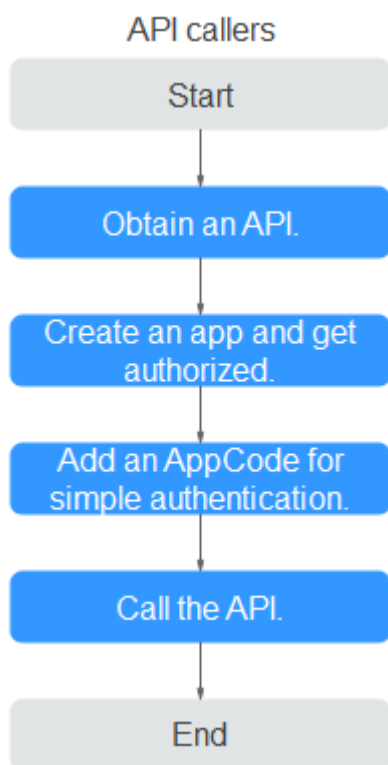 API callers
Start
Obtain an API.
Create an app and get
authorized.
Add an AppCode for
simple authentication.
Call the API.
End